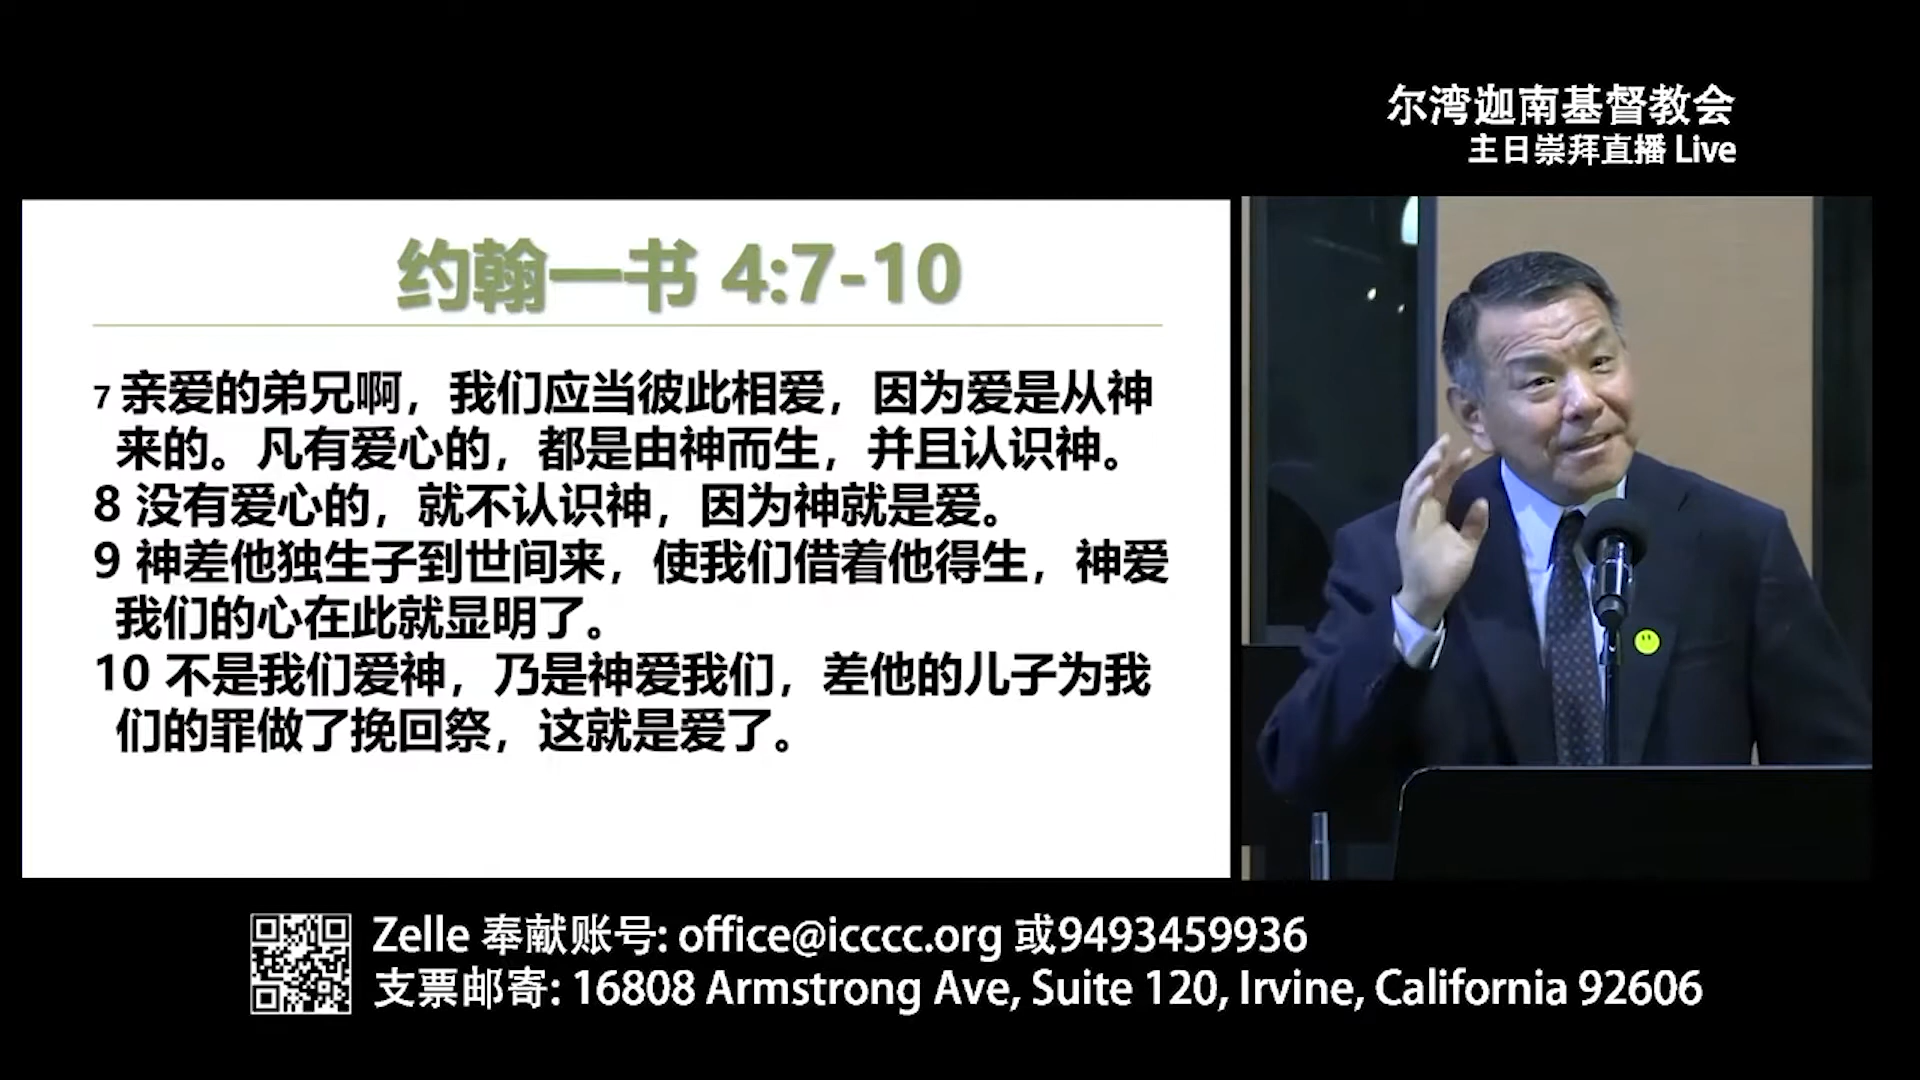 尔湾迦南基督教会
主日崇拜直播 Live
约翰一书 4:7-10
7 亲爱的弟兄啊，我们应当彼此相爱，因为爱是从神
来的。凡有爱心的，都是由神而生，并且认识神。
8 没有爱心的，就不认识神，因为神就是爱。
9 神差他独生子到世间来，使我们借着他得生，神爱
我们的心在此就显明了。
10 不是我们爱神，乃是神爱我们，差他的儿子为我
们的罪做了挽回祭，这就是爱了。
Zelle 奉献账号: office@icccc.org 或9493459936
支票邮寄: 16808 Armstrong Ave, Suite 120, Irvine, California 92606